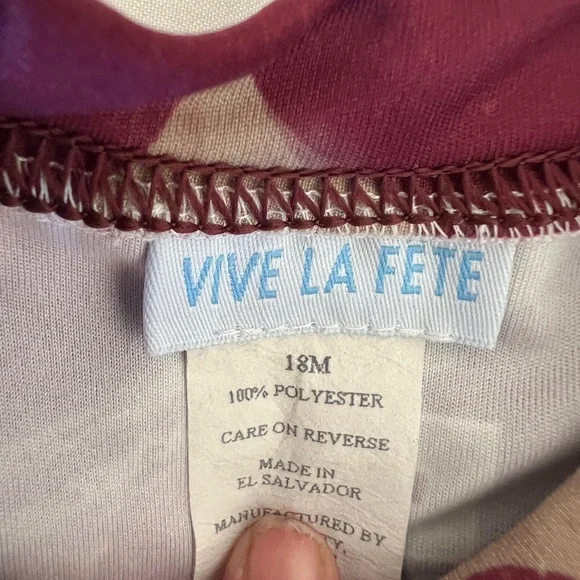 VIVE LA FETE
18M
100% POLYESTER
CARE ON REVERSE
MADE IN
EL SALVADOR
MANUFACTURED BY